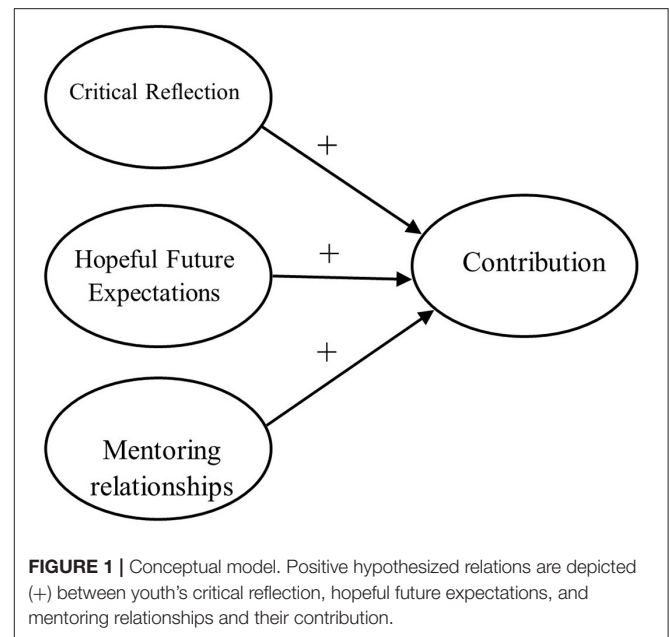 Critical Reflection
+
Hopeful Future
Expectations
+
Contribution
+
Mentoring
relationships
FIGURE 1 | Conceptual model. Positive hypothesized relations are depicted
(+) between youth’s critical reflection, hopeful future expectations, and
mentoring relationships and their contribution.